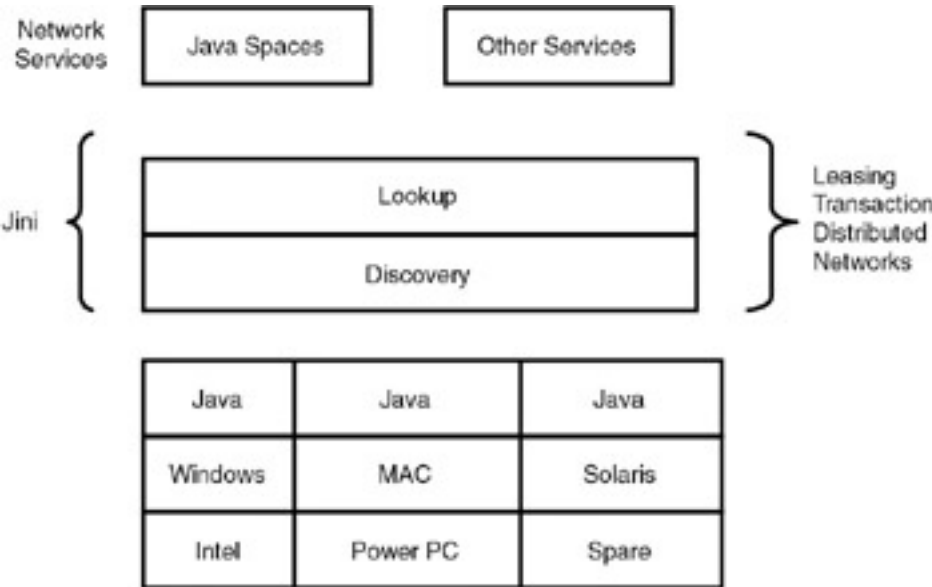 Network
Services
Java Spaces
Other Services
Jini
Lookup
Discovery
Leasing
Transaction
Distributed
Networks
Java
Java
Java
Windows
MAC
Solaris
Intel
Power PC
Spare